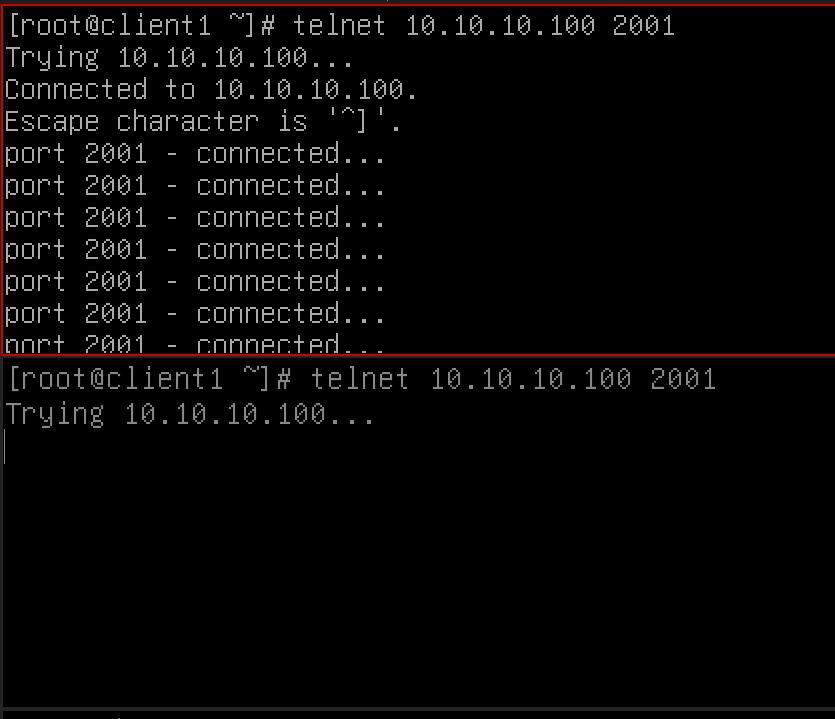 [root@client1 ~]# telnet 10.10.10.100 2001
Trying 10.10.10.100...
Connected to 10.10.10.100.
Escape character is '^]'.
port 2001 - connected...
port 2001 - connected...
port 2001 - connected...
port 2001 - connected...
port 2001 - connected...
port 2001 - connected...
port 2001 - connected...
[root@client1 ~]# telnet 10.10.10.100 2001
Trying 10.10.10.100...